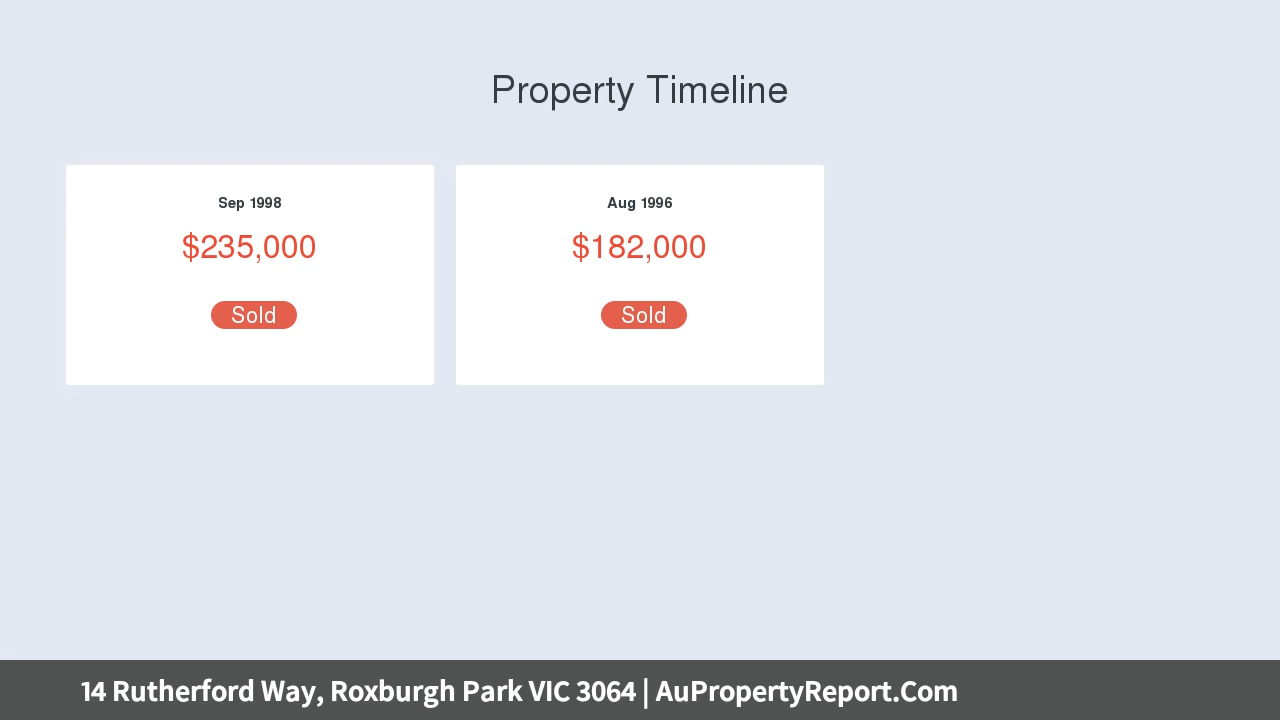 Property Timeline
Sep 1998
$235,000
Sold
Aug 1996
$182,000
Sold
14 Rutherford Way, Roxburgh Park VIC 3064 | AuPropertyReport.Com